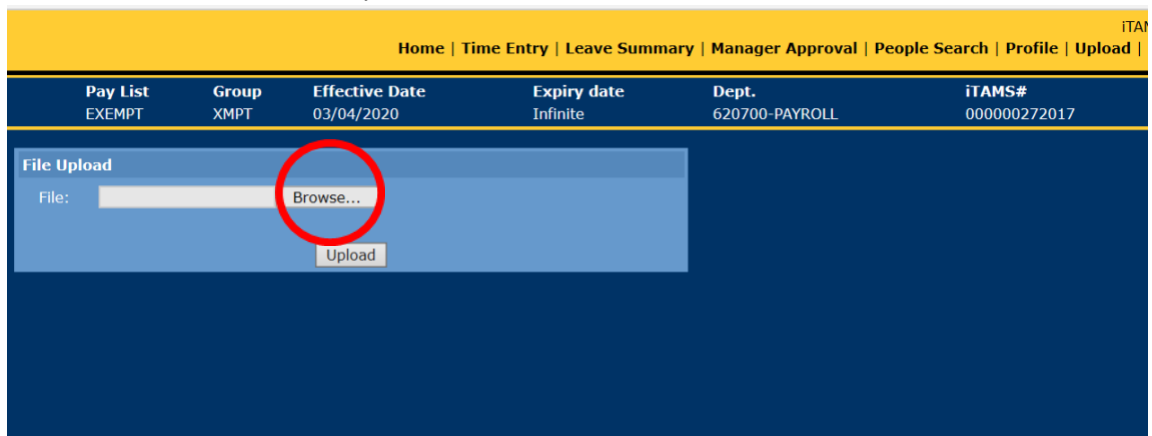 Home | Time Entry | Leave Summary | Manager Approval | People Search | Profile | Upload |
Pay List Group Effective Date Expiry date Dept. iTAMS#
EXEMPT XMPT 03/04/2020 Infinite 620700-PAYROLL 000000272017
File Upload
File: Browse...
Upload